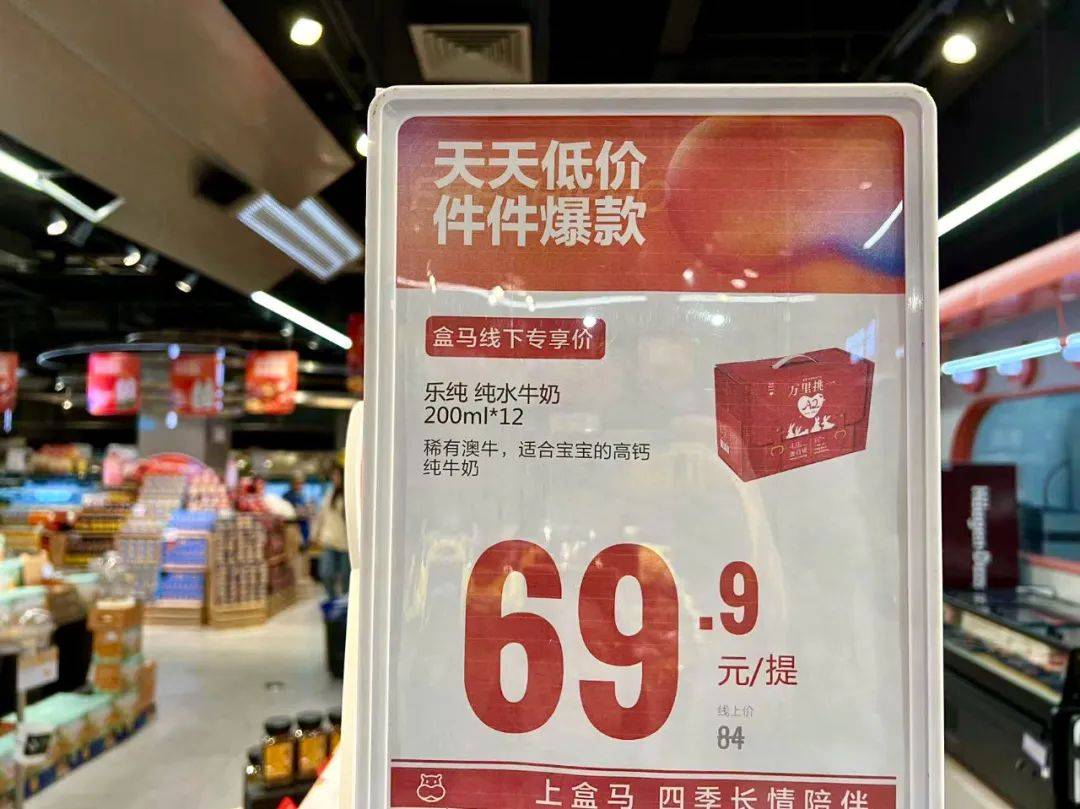 天天低价
件件爆款
盒马线下专享价
乐纯 纯水牛奶
200ml*12
稀有澳牛，适合宝宝的高钙
纯牛奶
万里挑一
A2
69.9
元/提
线上价
84
上盒马 四季长情陪伴
Häagen-Dazs